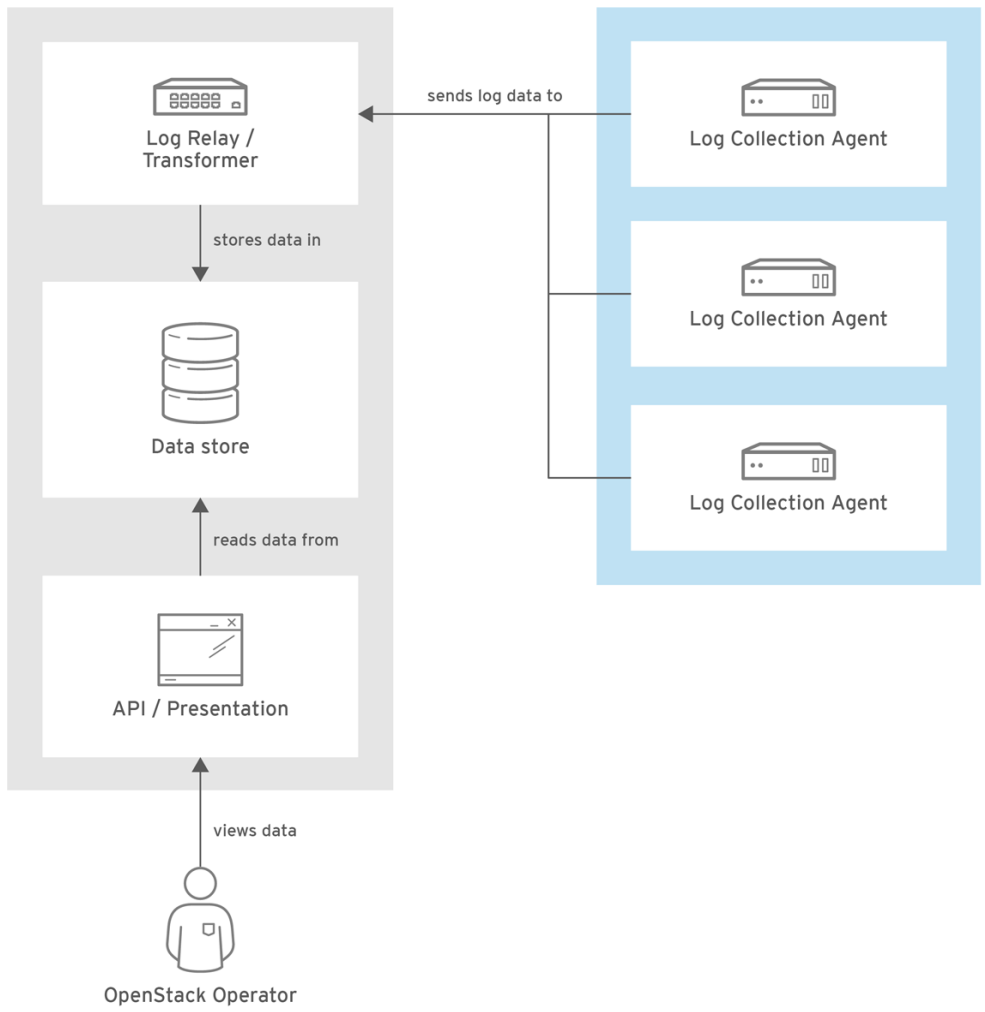 Log Relay /
Transformer
sends log data to
Log Collection Agent
stores data in
Log Collection Agent
Data store
Log Collection Agent
reads data from
API / Presentation
views data
OpenStack Operator